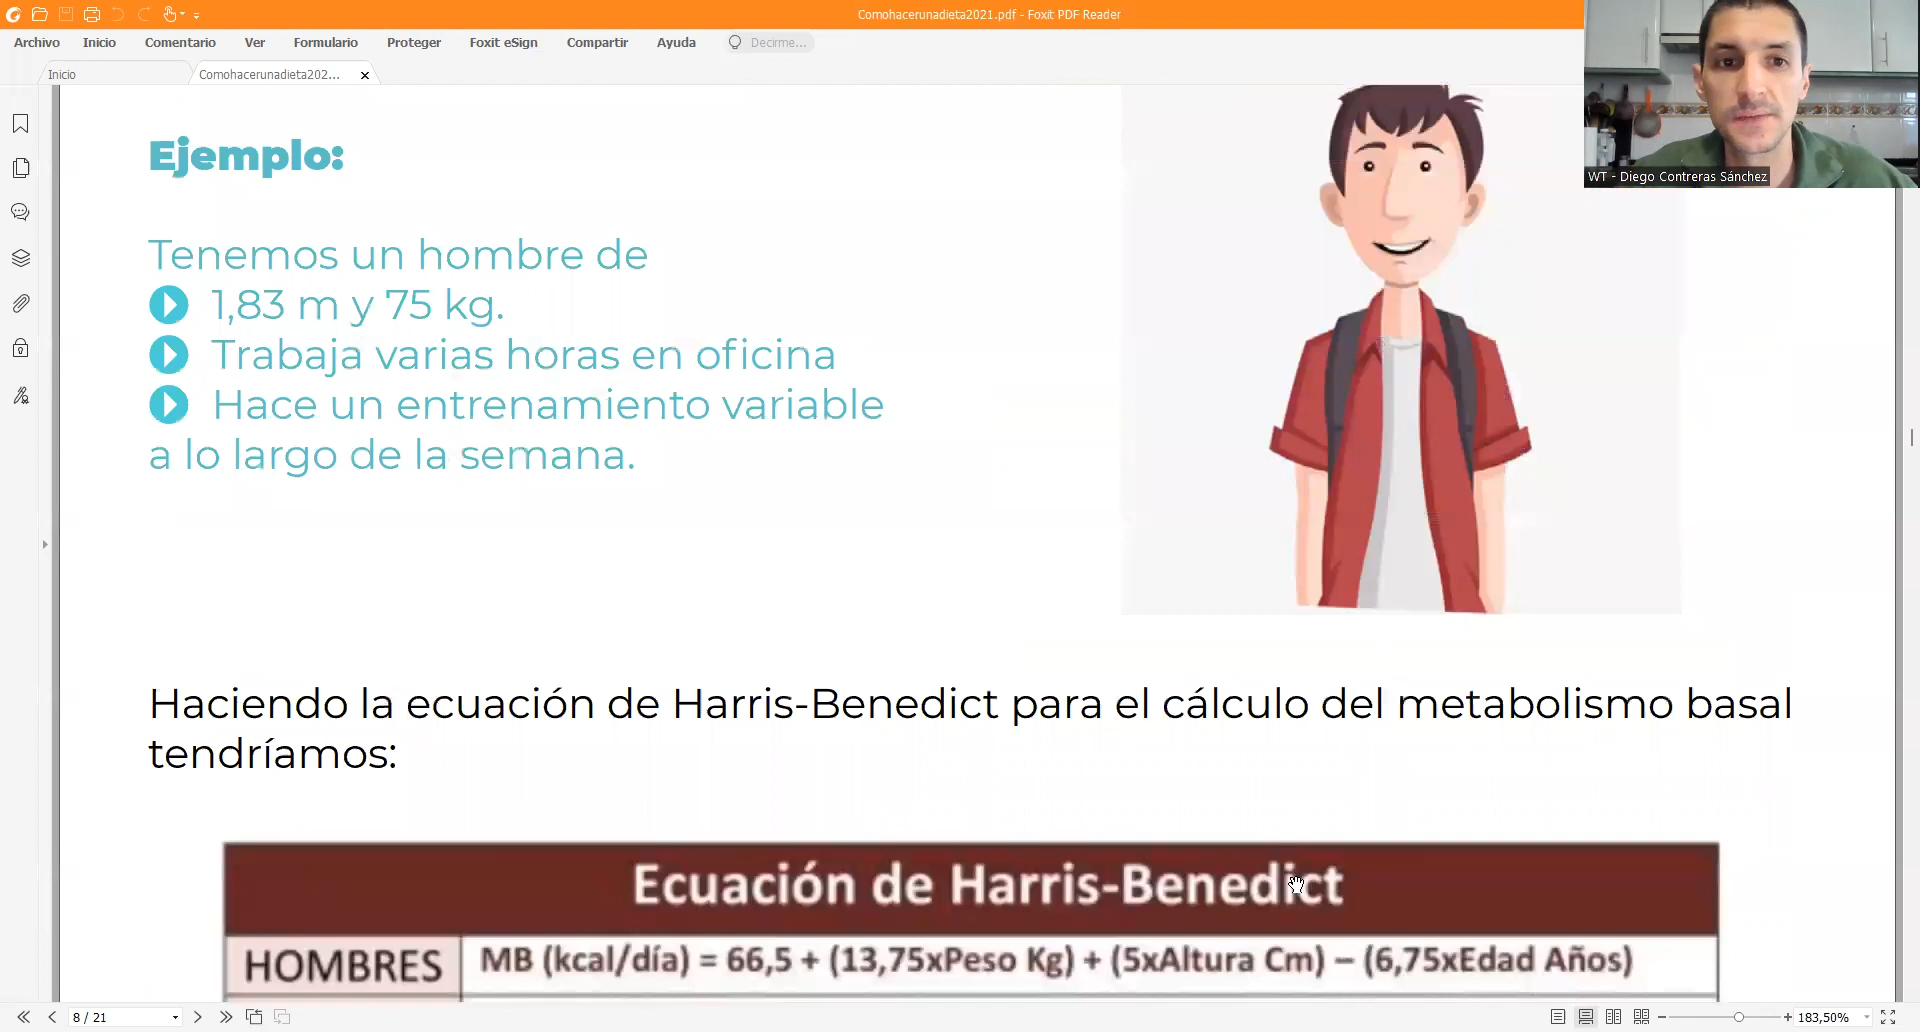 Comohacerunadieta2021.pdf - Foxit PDF Reader
Archivo Inicio Comentario Ver Formulario Proteger Foxit eSign Compartir Ayuda Decirme...
Inicio Comohacerunadieta202...
WT - Diego Contreras Sánchez
Ejemplo:
Tenemos un hombre de
1,83 m y 75 kg.
Trabaja varias horas en oficina
Hace un entrenamiento variable
a lo largo de la semana.
Haciendo la ecuación de Harris-Benedict para el cálculo del metabolismo basal
tendríamos:
Ecuación de Harris-Benedict
HOMBRES MB (kcal/día) = 66,5 + (13,75xPeso Kg) + (5xAltura Cm) – (6,75xEdad Años)
8 / 21 183,50%